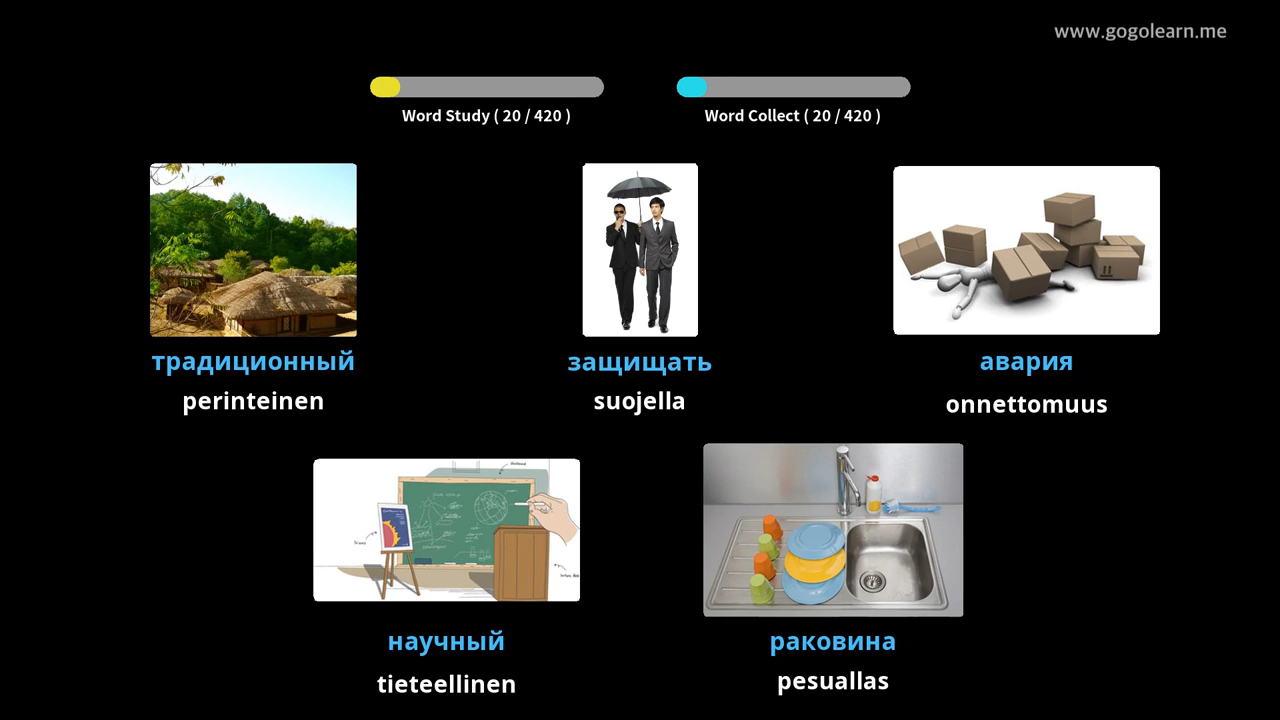 www.gogolearn.me
Word Study ( 20 / 420 )
Word Collect ( 20 / 420 )
традиционный
perinteinen
защищать
suojella
авария
onnettomuus
научный
tieteellinen
раковина
pesuallas